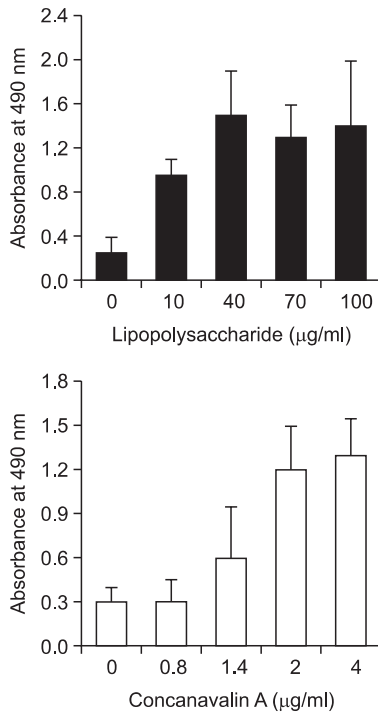 Absorbance at 490 nm
2.4
2.0
1.6
1.2
0.8
0.4
0.0
0 10 40 70 100
Lipopolysaccharide (μg/ml)
Absorbance at 490 nm
1.8
1.5
1.2
0.9
0.6
0.3
0.0
0 0.8 1.4 2 4
Concanavalin A (μg/ml)